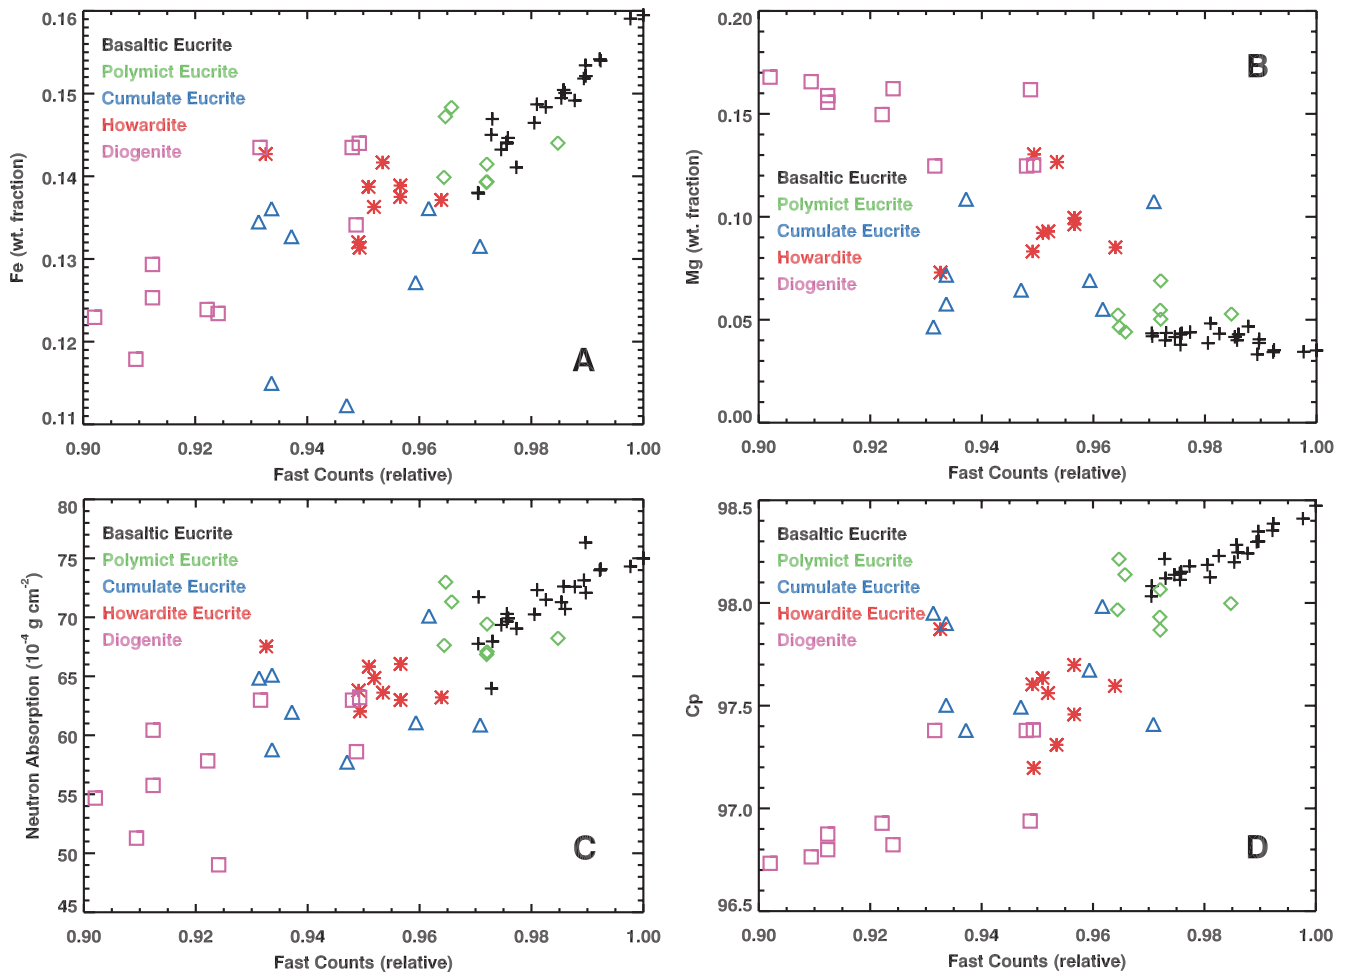 0.16
0.15
0.14
0.13
0.12
0.11
Fe (wt. fraction)
Basaltic Eucrite
Polymict Eucrite
Cumulate Eucrite
Howardite
Diogenite
A
0.90 0.92 0.94 0.96 0.98 1.00
Fast Counts (relative)
0.20
0.15
0.10
0.05
0.00
Mg (wt. fraction)
B
Basaltic Eucrite
Polymict Eucrite
Cumulate Eucrite
Howardite
Diogenite
0.90 0.92 0.94 0.96 0.98 1.00
Fast Counts (relative)
80
75
70
65
60
55
50
45
Neutron Absorption (10⁻⁴ g cm⁻²)
Basaltic Eucrite
Polymict Eucrite
Cumulate Eucrite
Howardite Eucrite
Diogenite
C
0.90 0.92 0.94 0.96 0.98 1.00
Fast Counts (relative)
98.5
98.0
97.5
97.0
96.5
Cp
Basaltic Eucrite
Polymict Eucrite
Cumulate Eucrite
Howardite Eucrite
Diogenite
D
0.90 0.92 0.94 0.96 0.98 1.00
Fast Counts (relative)